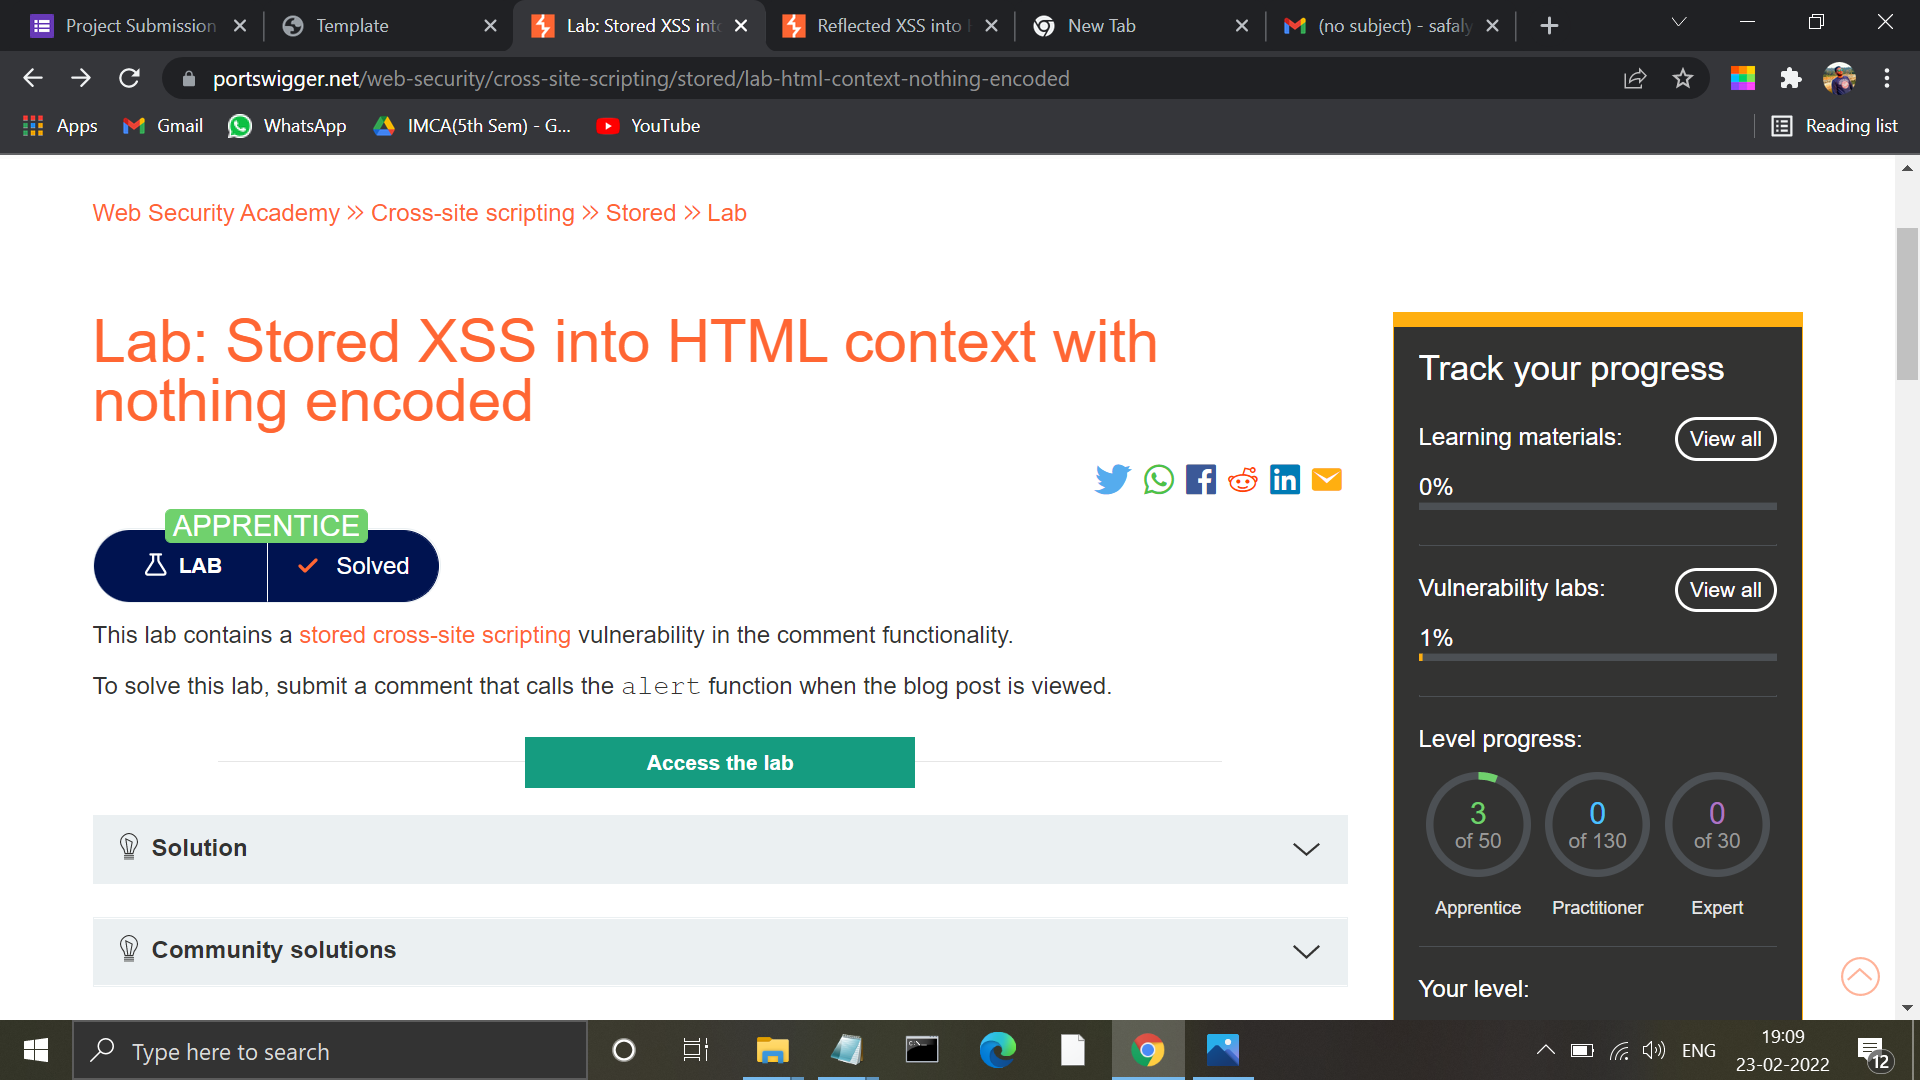 Project Submission
Template
Lab: Stored XSS into
Reflected XSS into
New Tab
(no subject) - safaly
portswigger.net/web-security/cross-site-scripting/stored/lab-html-context-nothing-encoded
Apps
Gmail
WhatsApp
IMCA(5th Sem) - G...
YouTube
Reading list
Web Security Academy » Cross-site scripting » Stored » Lab
Lab: Stored XSS into HTML context with
nothing encoded
APPRENTICE
LAB
Solved
This lab contains a stored cross-site scripting vulnerability in the comment functionality.
To solve this lab, submit a comment that calls the alert function when the blog post is viewed.
Access the lab
Solution
Community solutions
Track your progress
Learning materials:
View all
0%
Vulnerability labs:
View all
1%
Level progress:
3
of 50
0
of 130
0
of 30
Apprentice
Practitioner
Expert
Your level:
Type here to search
ENG
19:09
23-02-2022
12